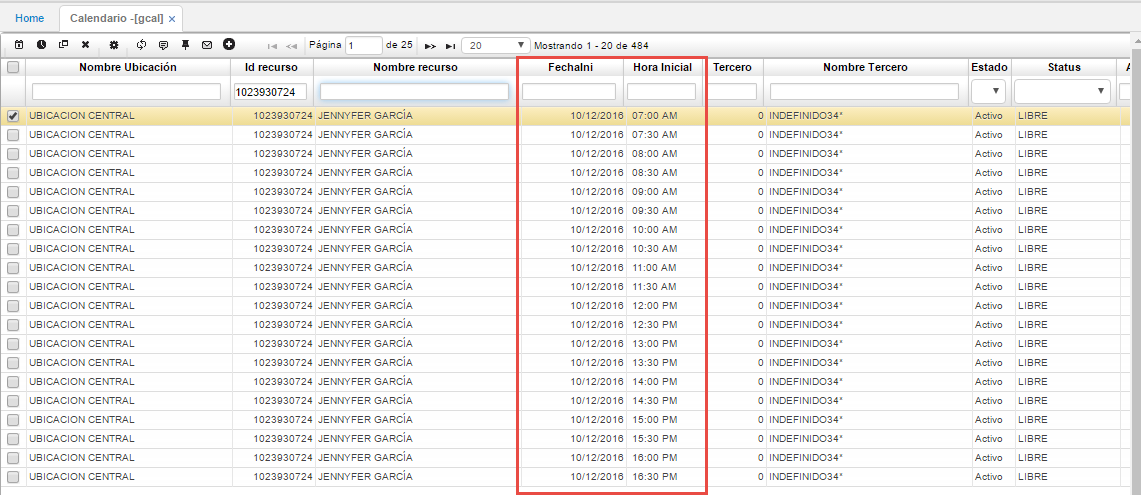 Home Calendario -[gcal] ×
Página 1 de 25 20 Mostrando 1 - 20 de 484
Nombre Ubicación Id recurso Nombre recurso FechaIni Hora Inicial Tercero Nombre Tercero Estado Status
1023930724
UBICACION CENTRAL 1023930724 JENNYFER GARCÍA 10/12/2016 07:00 AM 0 INDEFINIDO34* Activo LIBRE
UBICACION CENTRAL 1023930724 JENNYFER GARCÍA 10/12/2016 07:30 AM 0 INDEFINIDO34* Activo LIBRE
UBICACION CENTRAL 1023930724 JENNYFER GARCÍA 10/12/2016 08:00 AM 0 INDEFINIDO34* Activo LIBRE
UBICACION CENTRAL 1023930724 JENNYFER GARCÍA 10/12/2016 08:30 AM 0 INDEFINIDO34* Activo LIBRE
UBICACION CENTRAL 1023930724 JENNYFER GARCÍA 10/12/2016 09:00 AM 0 INDEFINIDO34* Activo LIBRE
UBICACION CENTRAL 1023930724 JENNYFER GARCÍA 10/12/2016 09:30 AM 0 INDEFINIDO34* Activo LIBRE
UBICACION CENTRAL 1023930724 JENNYFER GARCÍA 10/12/2016 10:00 AM 0 INDEFINIDO34* Activo LIBRE
UBICACION CENTRAL 1023930724 JENNYFER GARCÍA 10/12/2016 10:30 AM 0 INDEFINIDO34* Activo LIBRE
UBICACION CENTRAL 1023930724 JENNYFER GARCÍA 10/12/2016 11:00 AM 0 INDEFINIDO34* Activo LIBRE
UBICACION CENTRAL 1023930724 JENNYFER GARCÍA 10/12/2016 11:30 AM 0 INDEFINIDO34* Activo LIBRE
UBICACION CENTRAL 1023930724 JENNYFER GARCÍA 10/12/2016 12:00 PM 0 INDEFINIDO34* Activo LIBRE
UBICACION CENTRAL 1023930724 JENNYFER GARCÍA 10/12/2016 12:30 PM 0 INDEFINIDO34* Activo LIBRE
UBICACION CENTRAL 1023930724 JENNYFER GARCÍA 10/12/2016 13:00 PM 0 INDEFINIDO34* Activo LIBRE
UBICACION CENTRAL 1023930724 JENNYFER GARCÍA 10/12/2016 13:30 PM 0 INDEFINIDO34* Activo LIBRE
UBICACION CENTRAL 1023930724 JENNYFER GARCÍA 10/12/2016 14:00 PM 0 INDEFINIDO34* Activo LIBRE
UBICACION CENTRAL 1023930724 JENNYFER GARCÍA 10/12/2016 14:30 PM 0 INDEFINIDO34* Activo LIBRE
UBICACION CENTRAL 1023930724 JENNYFER GARCÍA 10/12/2016 15:00 PM 0 INDEFINIDO34* Activo LIBRE
UBICACION CENTRAL 1023930724 JENNYFER GARCÍA 10/12/2016 15:30 PM 0 INDEFINIDO34* Activo LIBRE
UBICACION CENTRAL 1023930724 JENNYFER GARCÍA 10/12/2016 16:00 PM 0 INDEFINIDO34* Activo LIBRE
UBICACION CENTRAL 1023930724 JENNYFER GARCÍA 10/12/2016 16:30 PM 0 INDEFINIDO34* Activo LIBRE